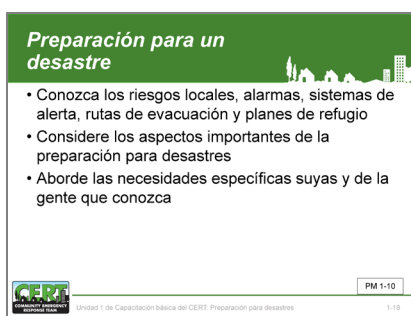 Preparación para un
desastre
• Conozca los riesgos locales, alarmas, sistemas de
alerta, rutas de evacuación y planes de refugio
• Considere los aspectos importantes de la
preparación para desastres
• Aborde las necesidades específicas suyas y de la
gente que conozca
PM 1-10
CERT
COMMUNITY EMERGENCY
RESPONSE TEAM
Unidad 1 de Capacitación básica del CERT: Preparación para desastres
1-18